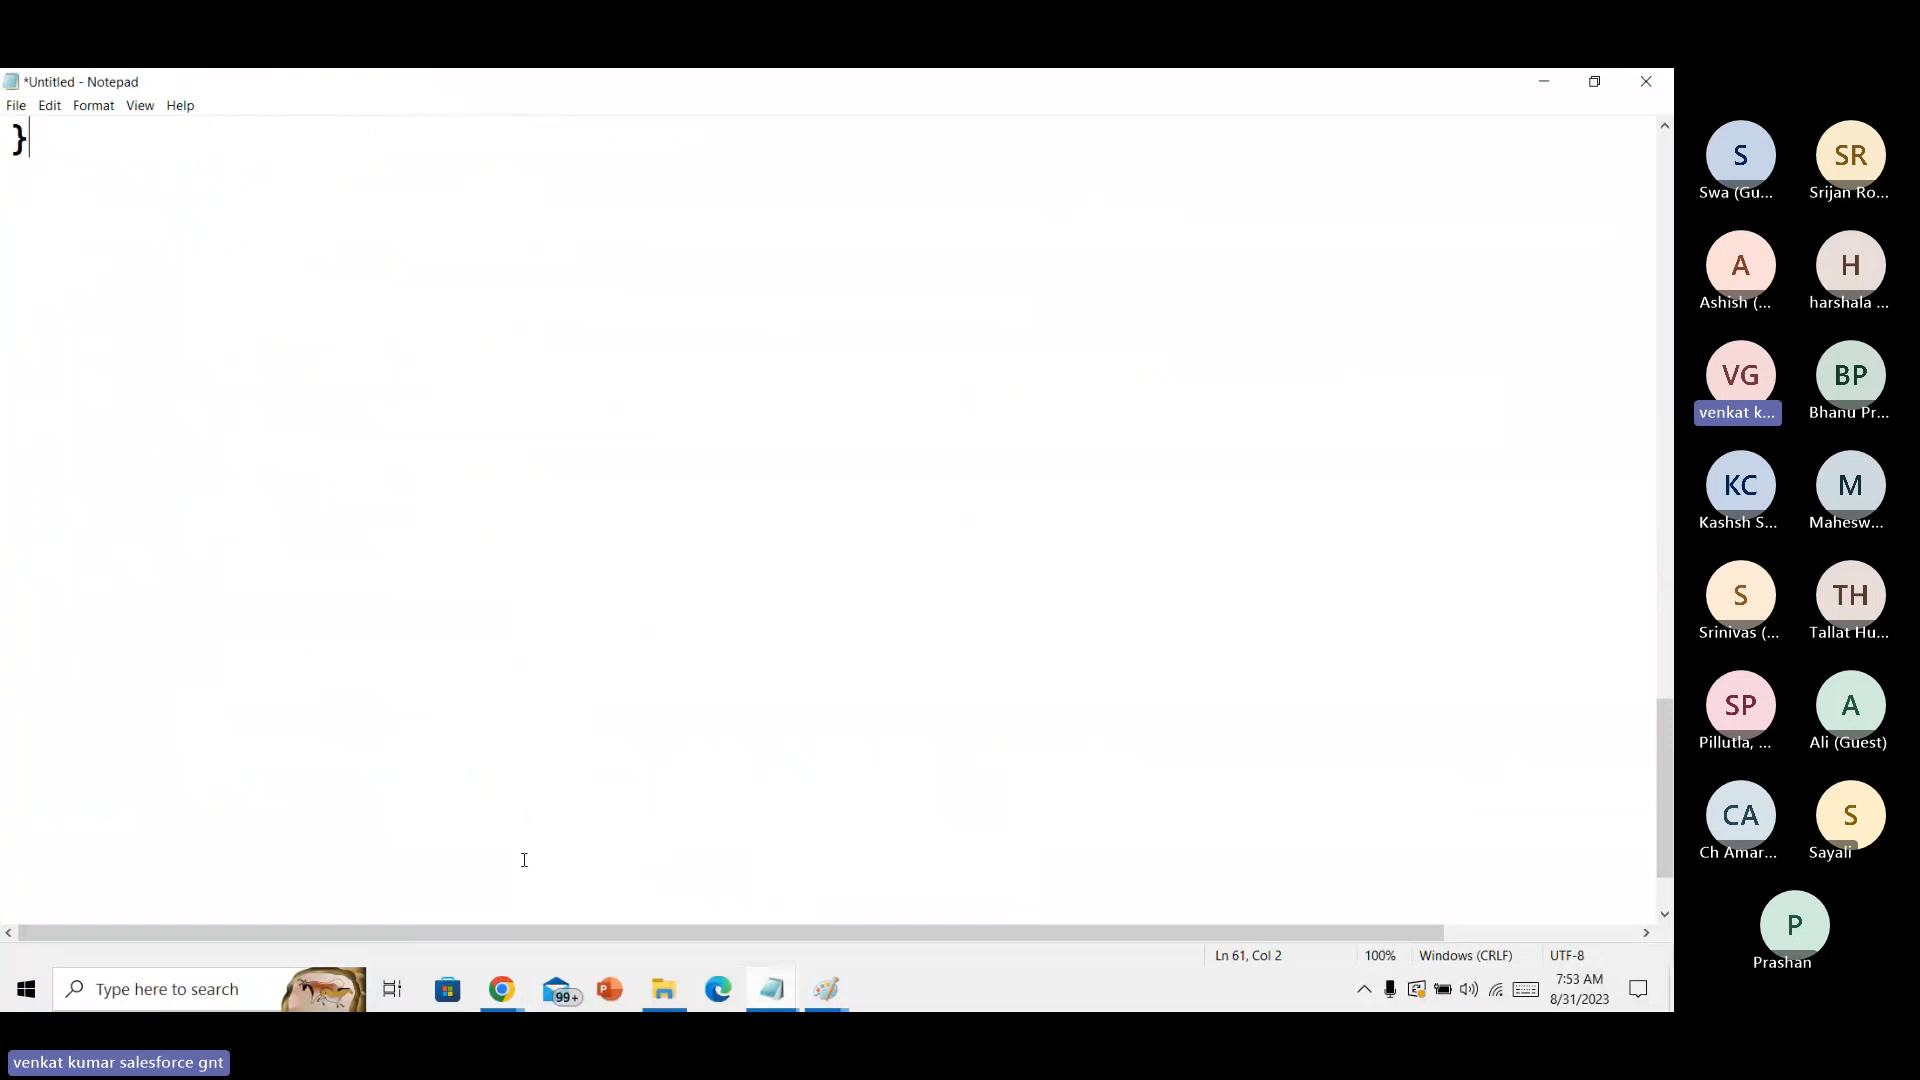 *Untitled - Notepad
File Edit Format View Help
}
S
Swa (Gu...
SR
Srijan Ro...
A
Ashish (...
H
harshala ...
VG
venkat k...
BP
Bhanu Pr...
KC
Kashsh S...
M
Mahesw...
S
Srinivas (...
TH
Tallat Hu...
SP
Pillutla, ...
A
Ali (Guest)
CA
Ch Amar...
S
Sayali
P
Prashan
Ln 61, Col 2 100% Windows (CRLF) UTF-8
Type here to search
99+
7:53 AM
8/31/2023
venkat kumar salesforce gnt